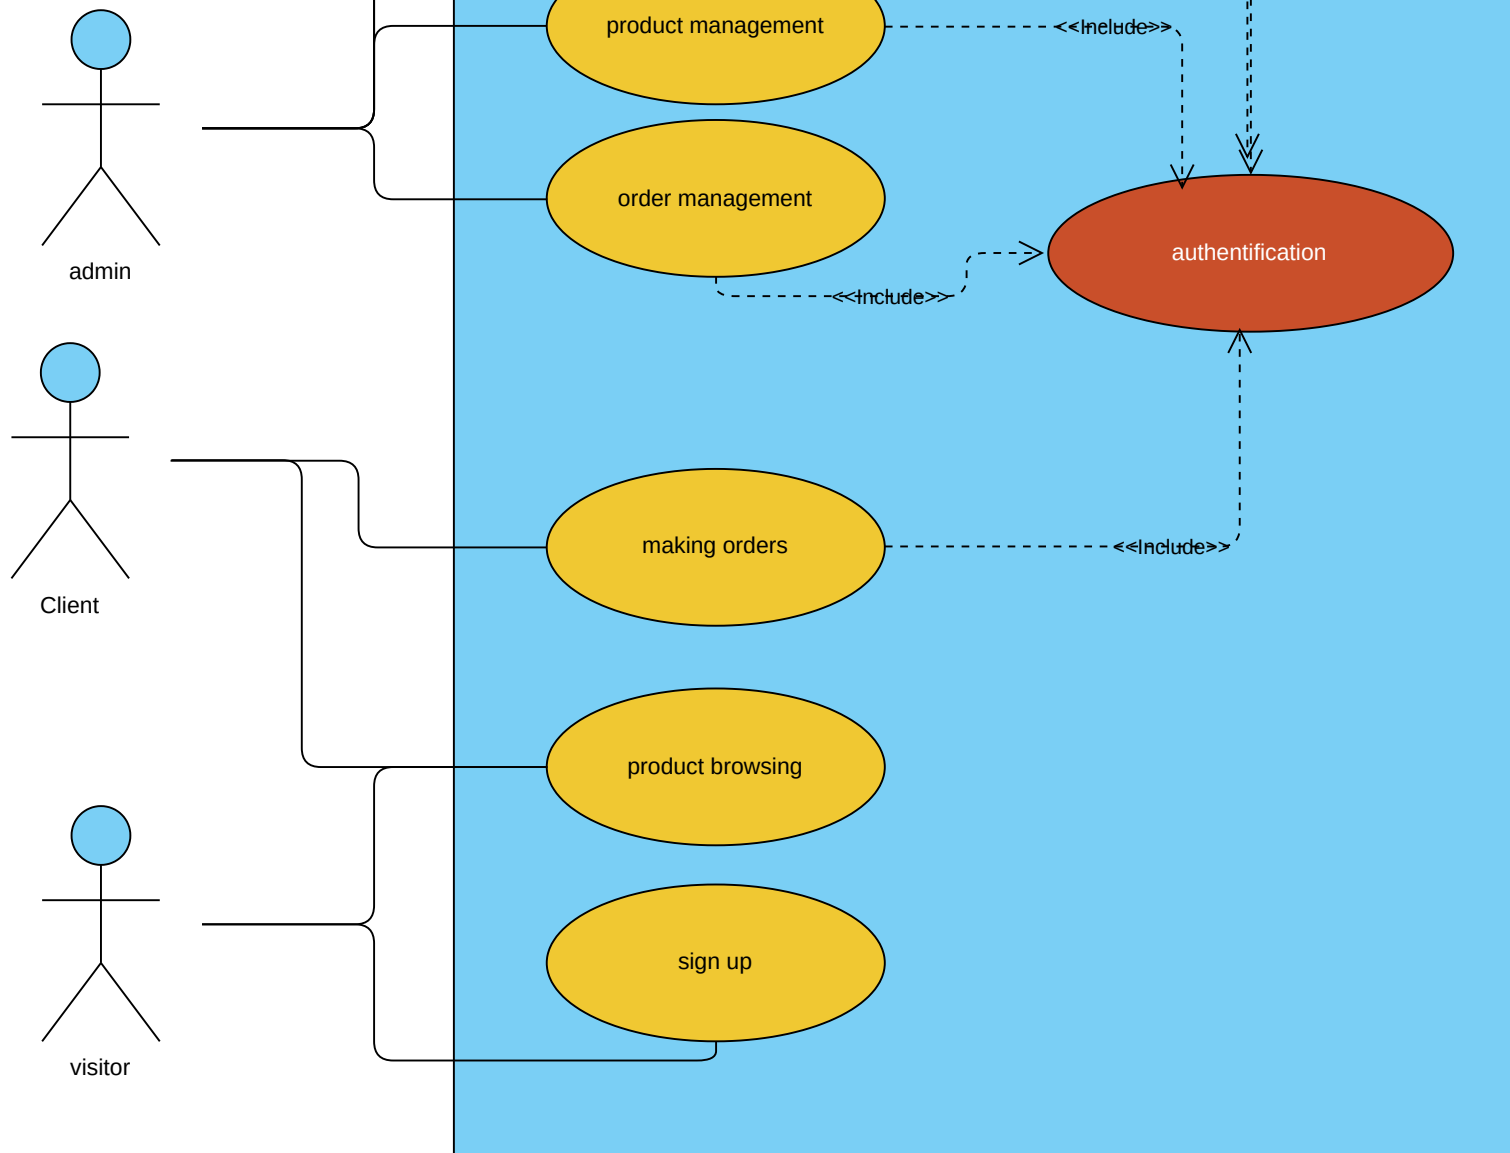 product management
<<Include>>
order management
authentification
admin
<<Include>>
making orders
<<Include>>
Client
product browsing
sign up
visitor